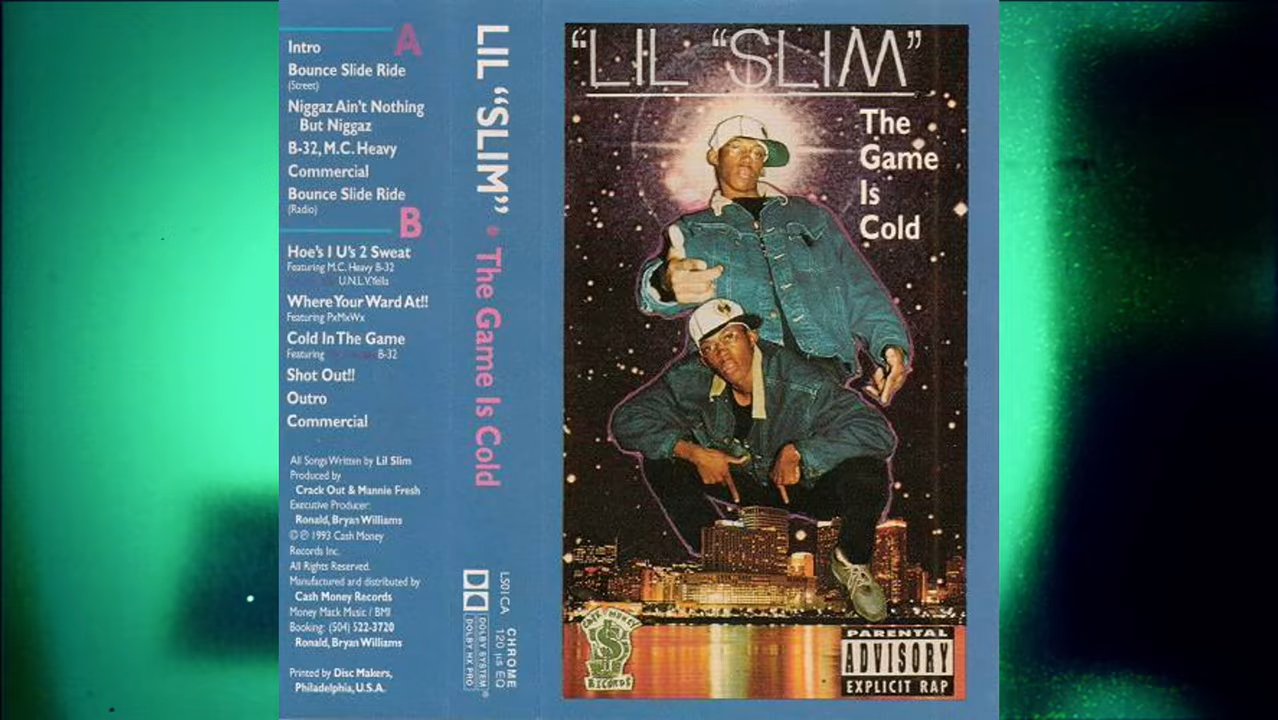 A
Intro
Bounce Slide Ride
(Street)
Niggaz Ain't Nothing
But Niggaz
B-32, M.C. Heavy
Commercial
Bounce Slide Ride
(Radio)
B
Hoe's 1 U's 2 Sweat
Featuring M.C. Heavy B-32
U.N.L.V. Yella
Where Your Ward At!!
Featuring PxMxWx
Cold In The Game
Featuring B-32
Shot Out!!
Outro
Commercial
All Songs Written by Lil Slim
Produced by
Crack Out & Mannie Fresh
Executive Producer:
Ronald, Bryan Williams
© ℗ 1993 Cash Money
Records Inc.
All Rights Reserved.
Manufactured and distributed by
Cash Money Records
Money Mack Music / BMI
Booking: (504) 522-3720
Ronald, Bryan Williams
Printed by Disc Makers,
Philadelphia, U.S.A.
LIL "SLIM" The Game Is Cold
DOLBY SYSTEM®
DOLBY HX PRO
LS01CA
CHROME
120 µs EQ
"LIL "SLIM"
The
Game
Is
Cold
CASH MONEY
RECORDS
PARENTAL
ADVISORY
EXPLICIT RAP